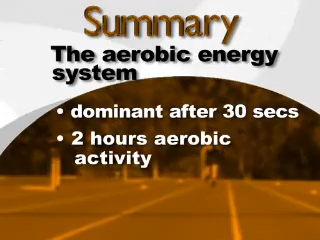 Summary
The aerobic energy
system
• dominant after 30 secs
• 2 hours aerobic
activity